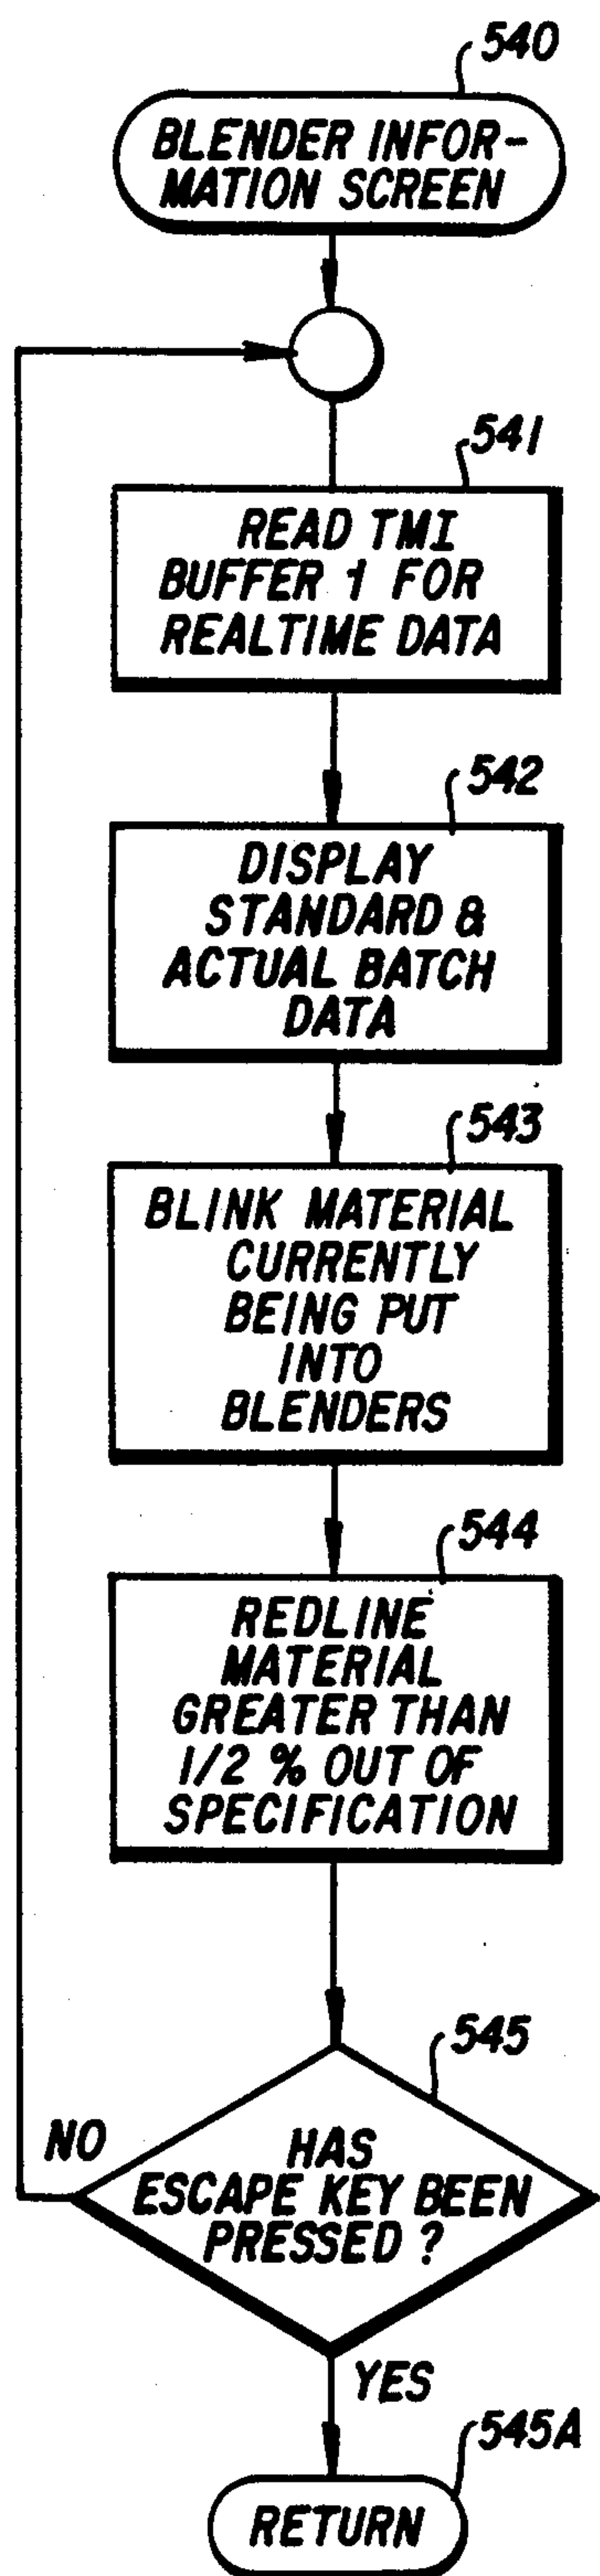 540
BLENDER INFOR-
MATION SCREEN
541
READ TMI
BUFFER 1 FOR
REALTIME DATA
542
DISPLAY
STANDARD &
ACTUAL BATCH
DATA
543
BLINK MATERIAL
CURRENTLY
BEING PUT
INTO
BLENDERS
544
REDLINE
MATERIAL
GREATER THAN
1/2 % OUT OF
SPECIFICATION
545
NO
HAS
ESCAPE KEY BEEN
PRESSED ?
YES
545A
RETURN